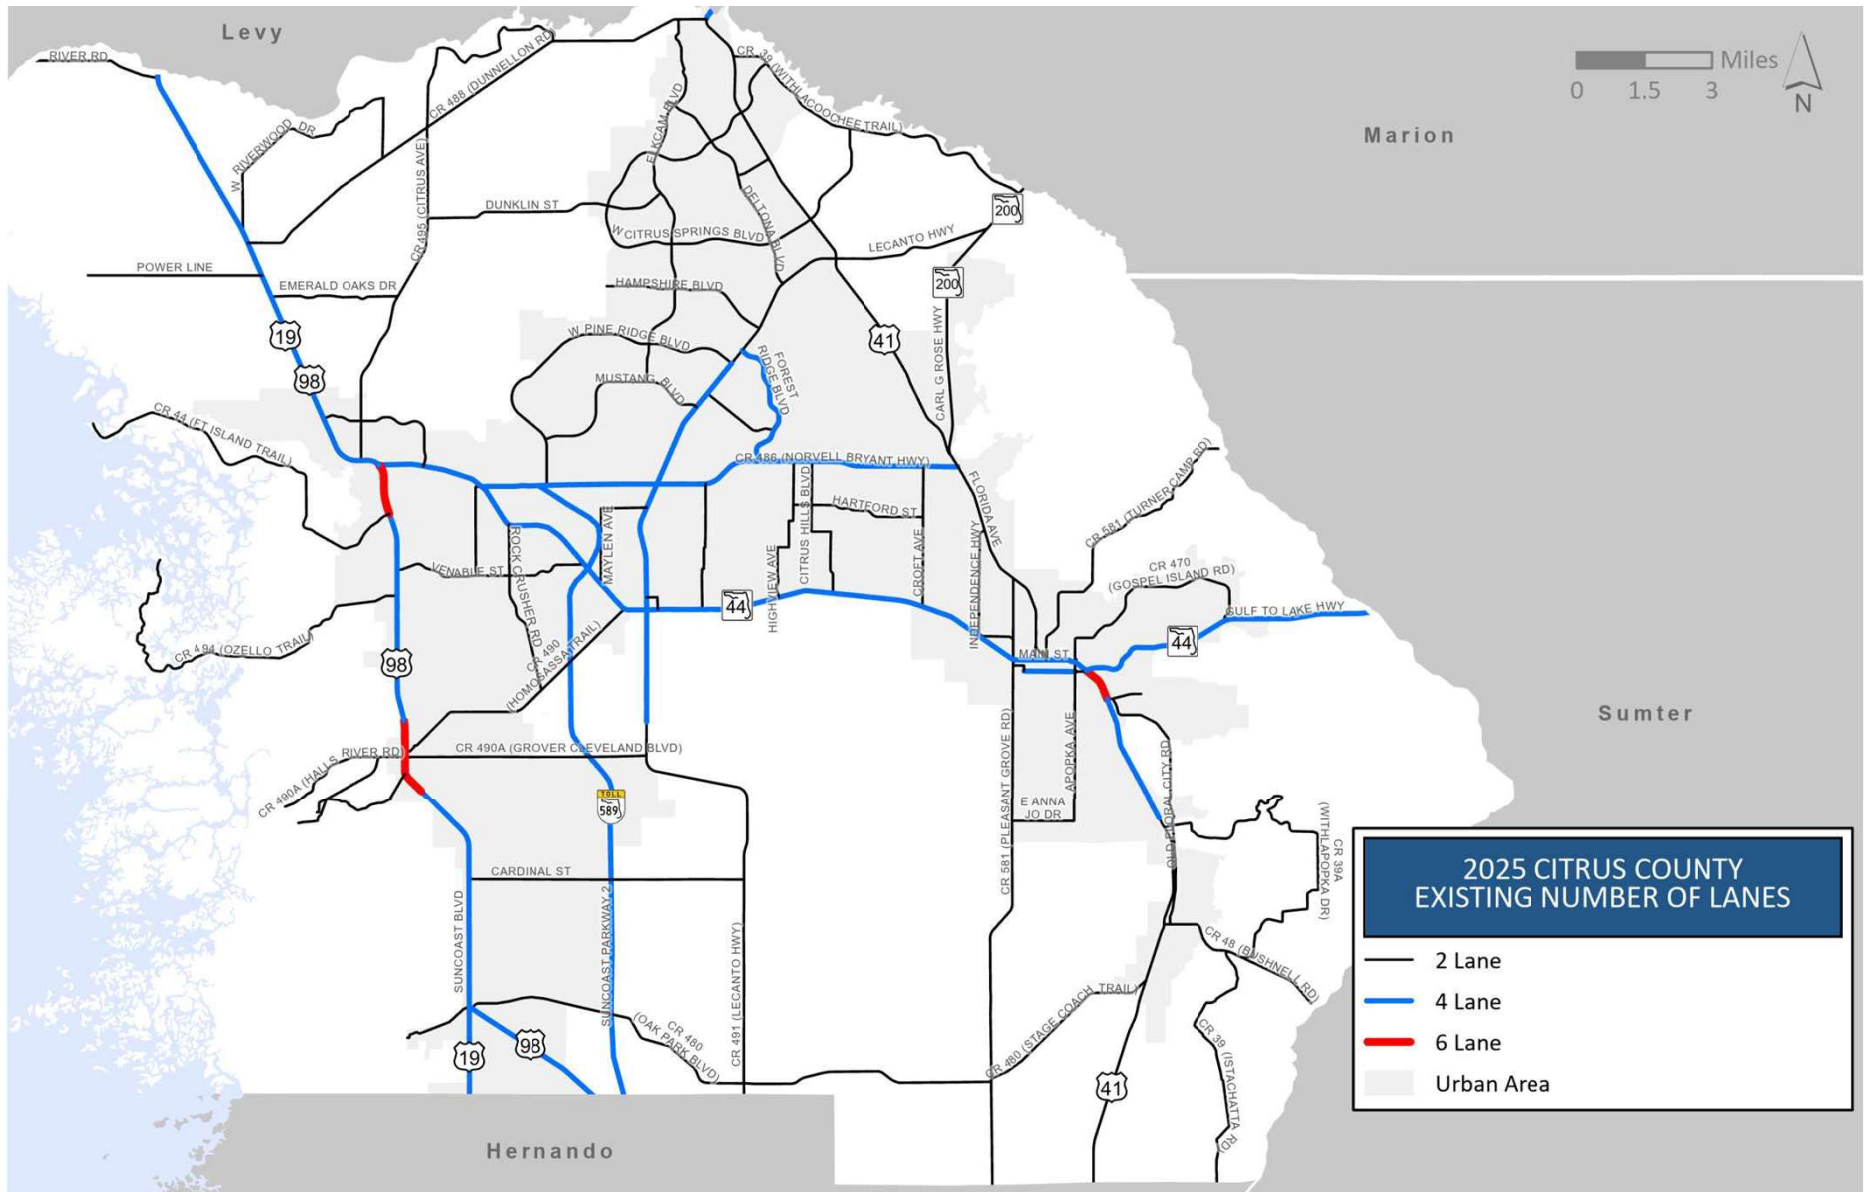 Levy
RIVER RD
CR 39 (WITHLACOOCHEE TRAIL)
Miles
0 1.5 3
N
CR 488 (DUNNELLON RD)
Marion
W RIVERWOOD DR
ELKCAM BLVD
CR 495 (CITRUS AVE)
DUNKLIN ST
DELTONA BLVD
200
W CITRUS SPRINGS BLVD
LECANTO HWY
POWER LINE
EMERALD OAKS DR
HAMPSHIRE BLVD
200
19
W PINE RIDGE BLVD
41
98
MUSTANG BLVD
FOREST
RIDGE BLVD
CARL G ROSE HWY
CR 44 (FT ISLAND TRAIL)
CR 486 (NORVELL BRYANT HWY)
CR 581 (TURNER CAMP RD)
FLORIDA AVE
CITRUS HILLS BLVD
HARTFORD ST
MAYLEN AVE
ROCK CRUSHER RD
VENABLE ST
HIGHVIEW AVE
CROFT AVE
INDEPENDENCE HWY
CR 470
(GOSPEL ISLAND RD)
44
GULF TO LAKE HWY
CR 494 (OZELLO TRAIL)
CR 490
(HOMOSASSA TRAIL)
44
98
MAIN ST
Sumter
CR 490A (HALLS
RIVER RD)
CR 490A (GROVER CLEVELAND BLVD)
CR 581 (PLEASANT GROVE RD)
APOPKA AVE
OLD FLORAL CITY RD
TOLL
589
E ANNA
JO DR
CR 39A
(WITHLAPOPKA DR)
CARDINAL ST
SUNCOAST BLVD
SUNCOAST PARKWAY 2
CR 491 (LECANTO HWY)
CR 48 (BUSHNELL RD)
98
19
CR 480
(OAK PARK BLVD)
CR 480 (STAGE COACH TRAIL)
CR 39 (ISTACHATTA RD)
41
Hernando
2025 CITRUS COUNTY
EXISTING NUMBER OF LANES
2 Lane
4 Lane
6 Lane
Urban Area